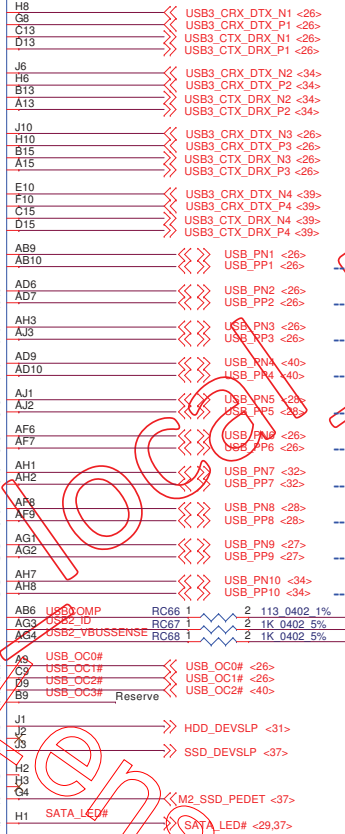 H8 USB3_CRX_DTX_N1 <26>
G8 USB3_CRX_DTX_P1 <26>
C13 USB3_CTX_DRX_N1 <26>
D13 USB3_CTX_DRX_P1 <26>
J6 USB3_CRX_DTX_N2 <34>
H6 USB3_CRX_DTX_P2 <34>
B13 USB3_CTX_DRX_N2 <34>
A13 USB3_CTX_DRX_P2 <34>
J10 USB3_CRX_DTX_N3 <26>
H10 USB3_CRX_DTX_P3 <26>
B15 USB3_CTX_DRX_N3 <26>
A15 USB3_CTX_DRX_P3 <26>
E10 USB3_CRX_DTX_N4 <39>
F10 USB3_CRX_DTX_P4 <39>
C15 USB3_CTX_DRX_N4 <39>
D15 USB3_CTX_DRX_P4 <39>
AB9 USB_PN1 <26>
AB10 USB_PP1 <26>
AD6 USB_PN2 <26>
AD7 USB_PP2 <26>
AH3 USB_PN3 <26>
AJ3 USB_PP3 <26>
AD9 USB_PN4 <40>
AD10 USB_PP4 <40>
AJ1 USB_PN5 <28>
AJ2 USB_PP5 <28>
AF6 USB_PN6 <26>
AF7 USB_PP6 <26>
AH1 USB_PN7 <32>
AH2 USB_PP7 <32>
AF8 USB_PN8 <28>
AF9 USB_PP8 <28>
AG1 USB_PN9 <27>
AG2 USB_PP9 <27>
AH7 USB_PN10 <34>
AH8 USB_PP10 <34>
AB6 USBCOMP RC66 1 2 113_0402_1%
AG3 USB2_ID RC67 1 2 1K_0402_5%
AG4 USB2_VBUSSENSE RC68 1 2 1K_0402_5%
A9 USB_OC0# USB_OC0# <26>
C9 USB_OC1# USB_OC1# <26>
D9 USB_OC2# USB_OC2# <40>
B9 USB_OC3# Reserve
J1 HDD_DEVSLP <31>
J2
J3 SSD_DEVSLP <37>
H2
H3
G4 M2_SSD_PEDET <37>
H1 SATA_LED# SATA_LED# <29,37>